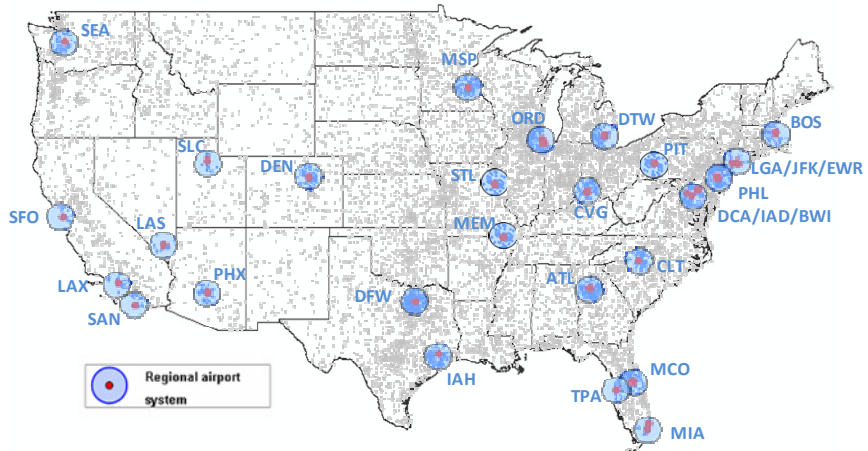 SEA
MSP
ORD
DTW
BOS
SLC
DEN
STL
PIT
LGA/JFK/EWR
PHL
CVG
DCA/IAD/BWI
SFO
LAS
MEM
CLT
LAX
PHX
SAN
DFW
ATL
IAH
MCO
TPA
MIA
Regional airport
system